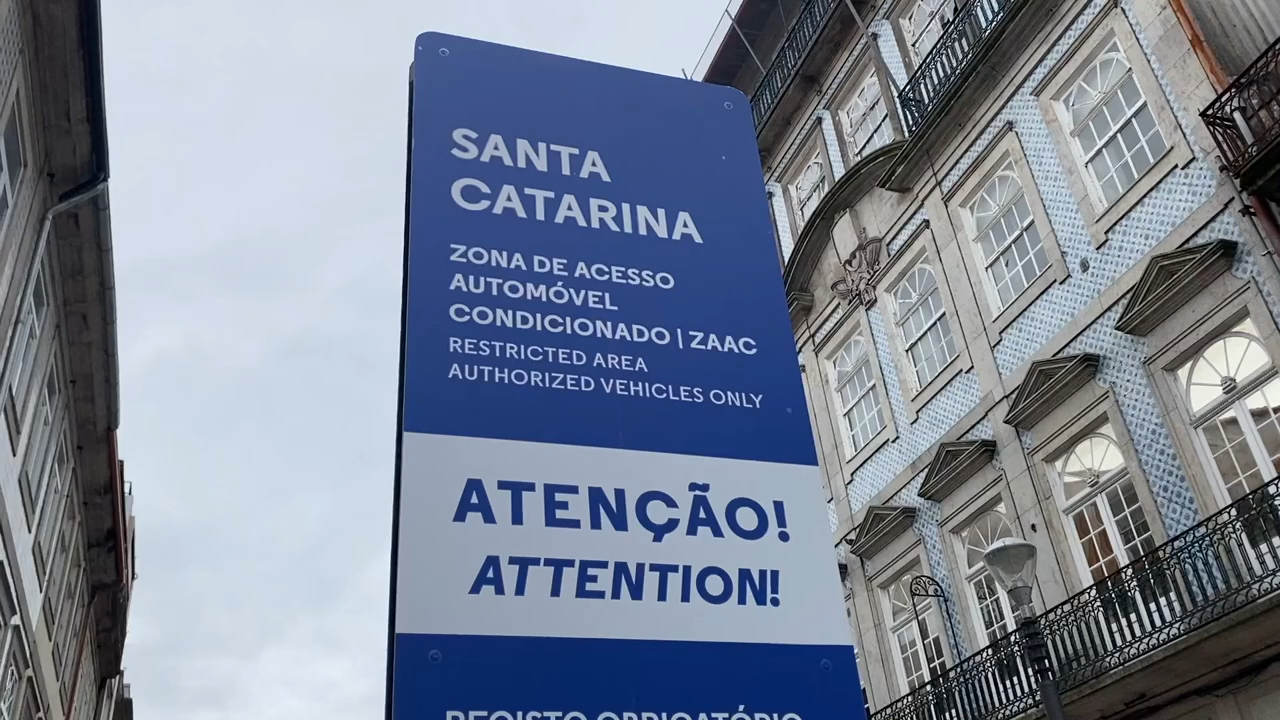 SANTA
CATARINA
ZONA DE ACESSO
AUTOMÓVEL
CONDICIONADO | ZAAC
RESTRICTED AREA
AUTHORIZED VEHICLES ONLY
ATENÇÃO!
ATTENTION!
REGISTO OBRIGATÓRIO